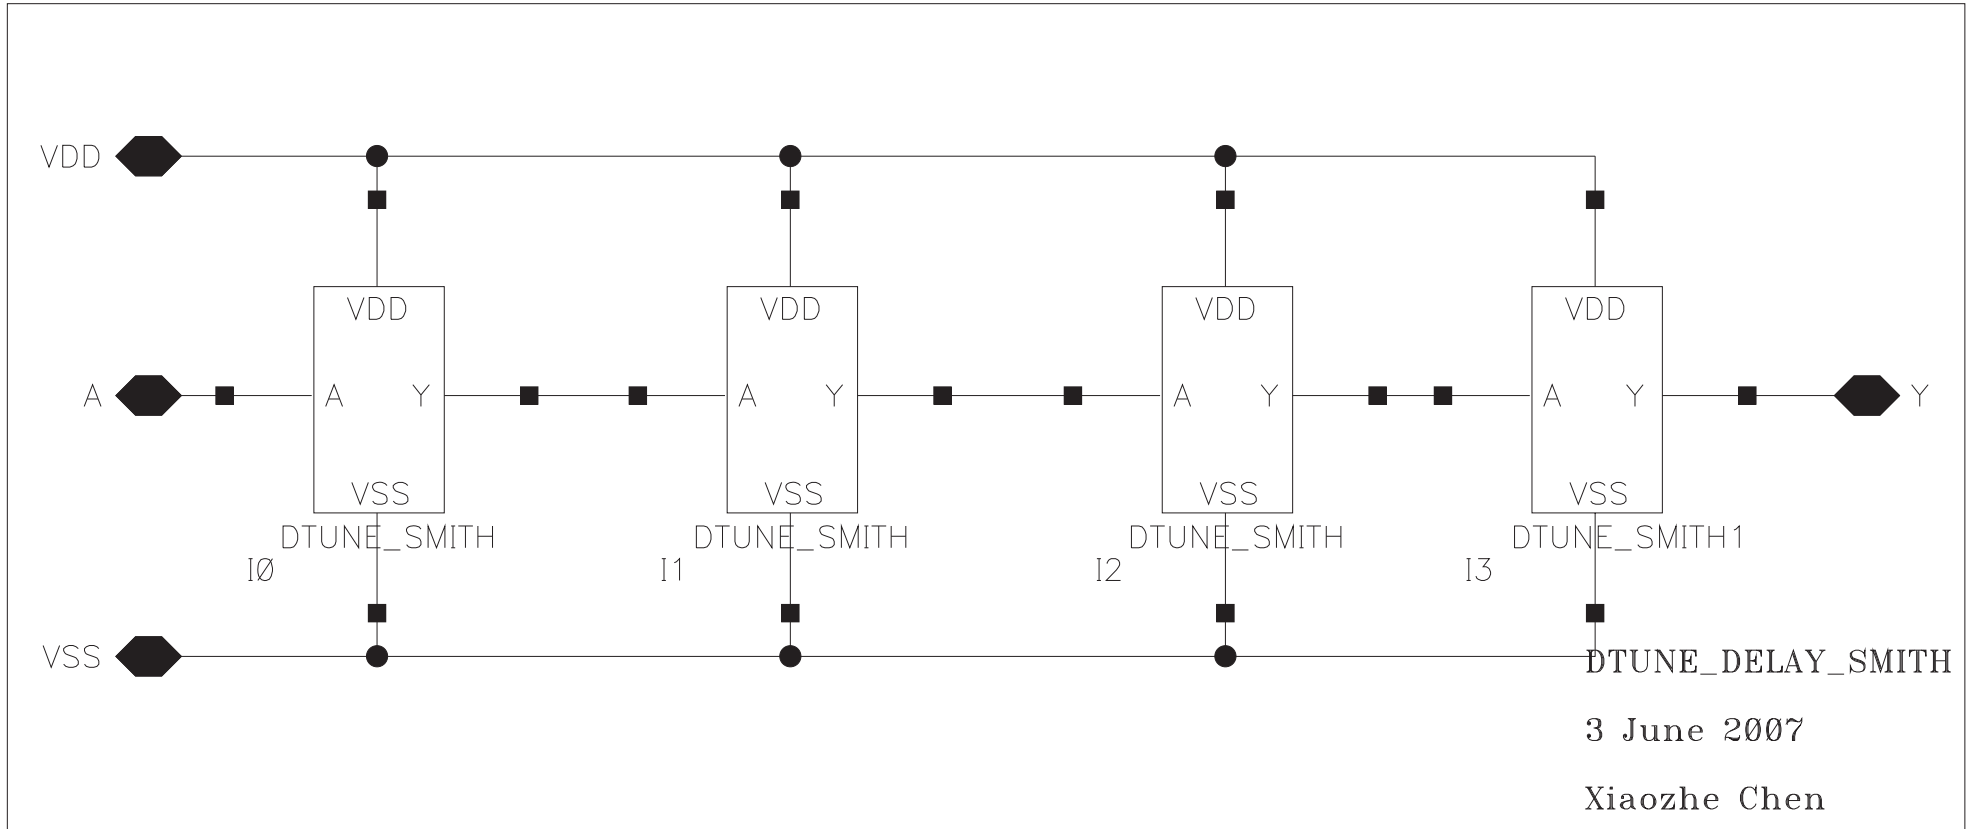 VDD
VDD VDD VDD VDD
A A Y A Y A Y A Y Y
VSS VSS VSS VSS
DTUNE_SMITH DTUNE_SMITH DTUNE_SMITH DTUNE_SMITH1
I0 I1 I2 I3
VSS
DTUNE_DELAY_SMITH
3 June 2007
Xiaozhe Chen